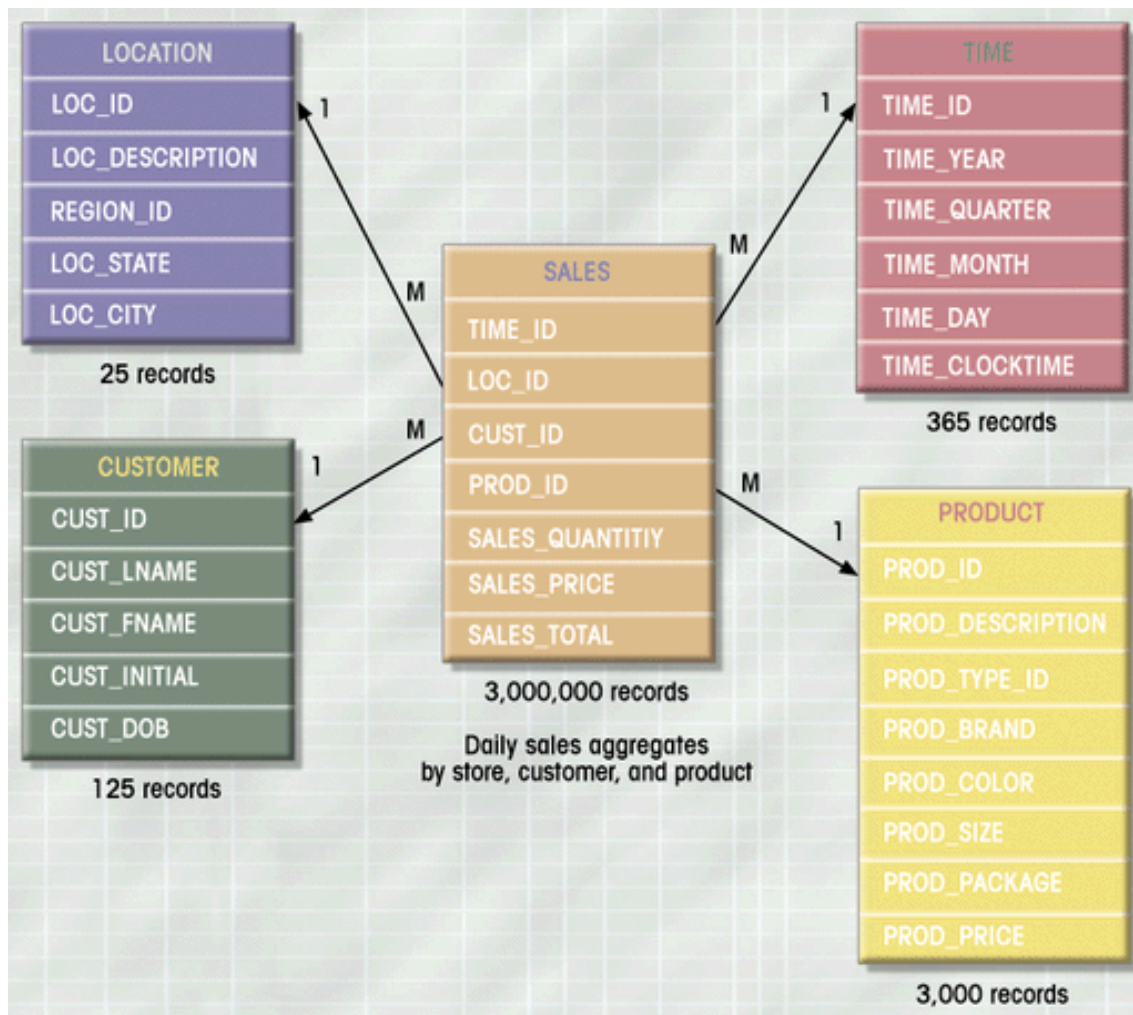 LOCATION
LOC_ID
LOC_DESCRIPTION
REGION_ID
LOC_STATE
LOC_CITY
25 records
1
M
TIME
TIME_ID
TIME_YEAR
TIME_QUARTER
TIME_MONTH
TIME_DAY
TIME_CLOCKTIME
365 records
1
M
SALES
TIME_ID
LOC_ID
CUST_ID
PROD_ID
SALES_QUANTITIY
SALES_PRICE
SALES_TOTAL
3,000,000 records
Daily sales aggregates
by store, customer, and product
CUSTOMER
CUST_ID
CUST_LNAME
CUST_FNAME
CUST_INITIAL
CUST_DOB
125 records
1
M
PRODUCT
PROD_ID
PROD_DESCRIPTION
PROD_TYPE_ID
PROD_BRAND
PROD_COLOR
PROD_SIZE
PROD_PACKAGE
PROD_PRICE
3,000 records
M
1